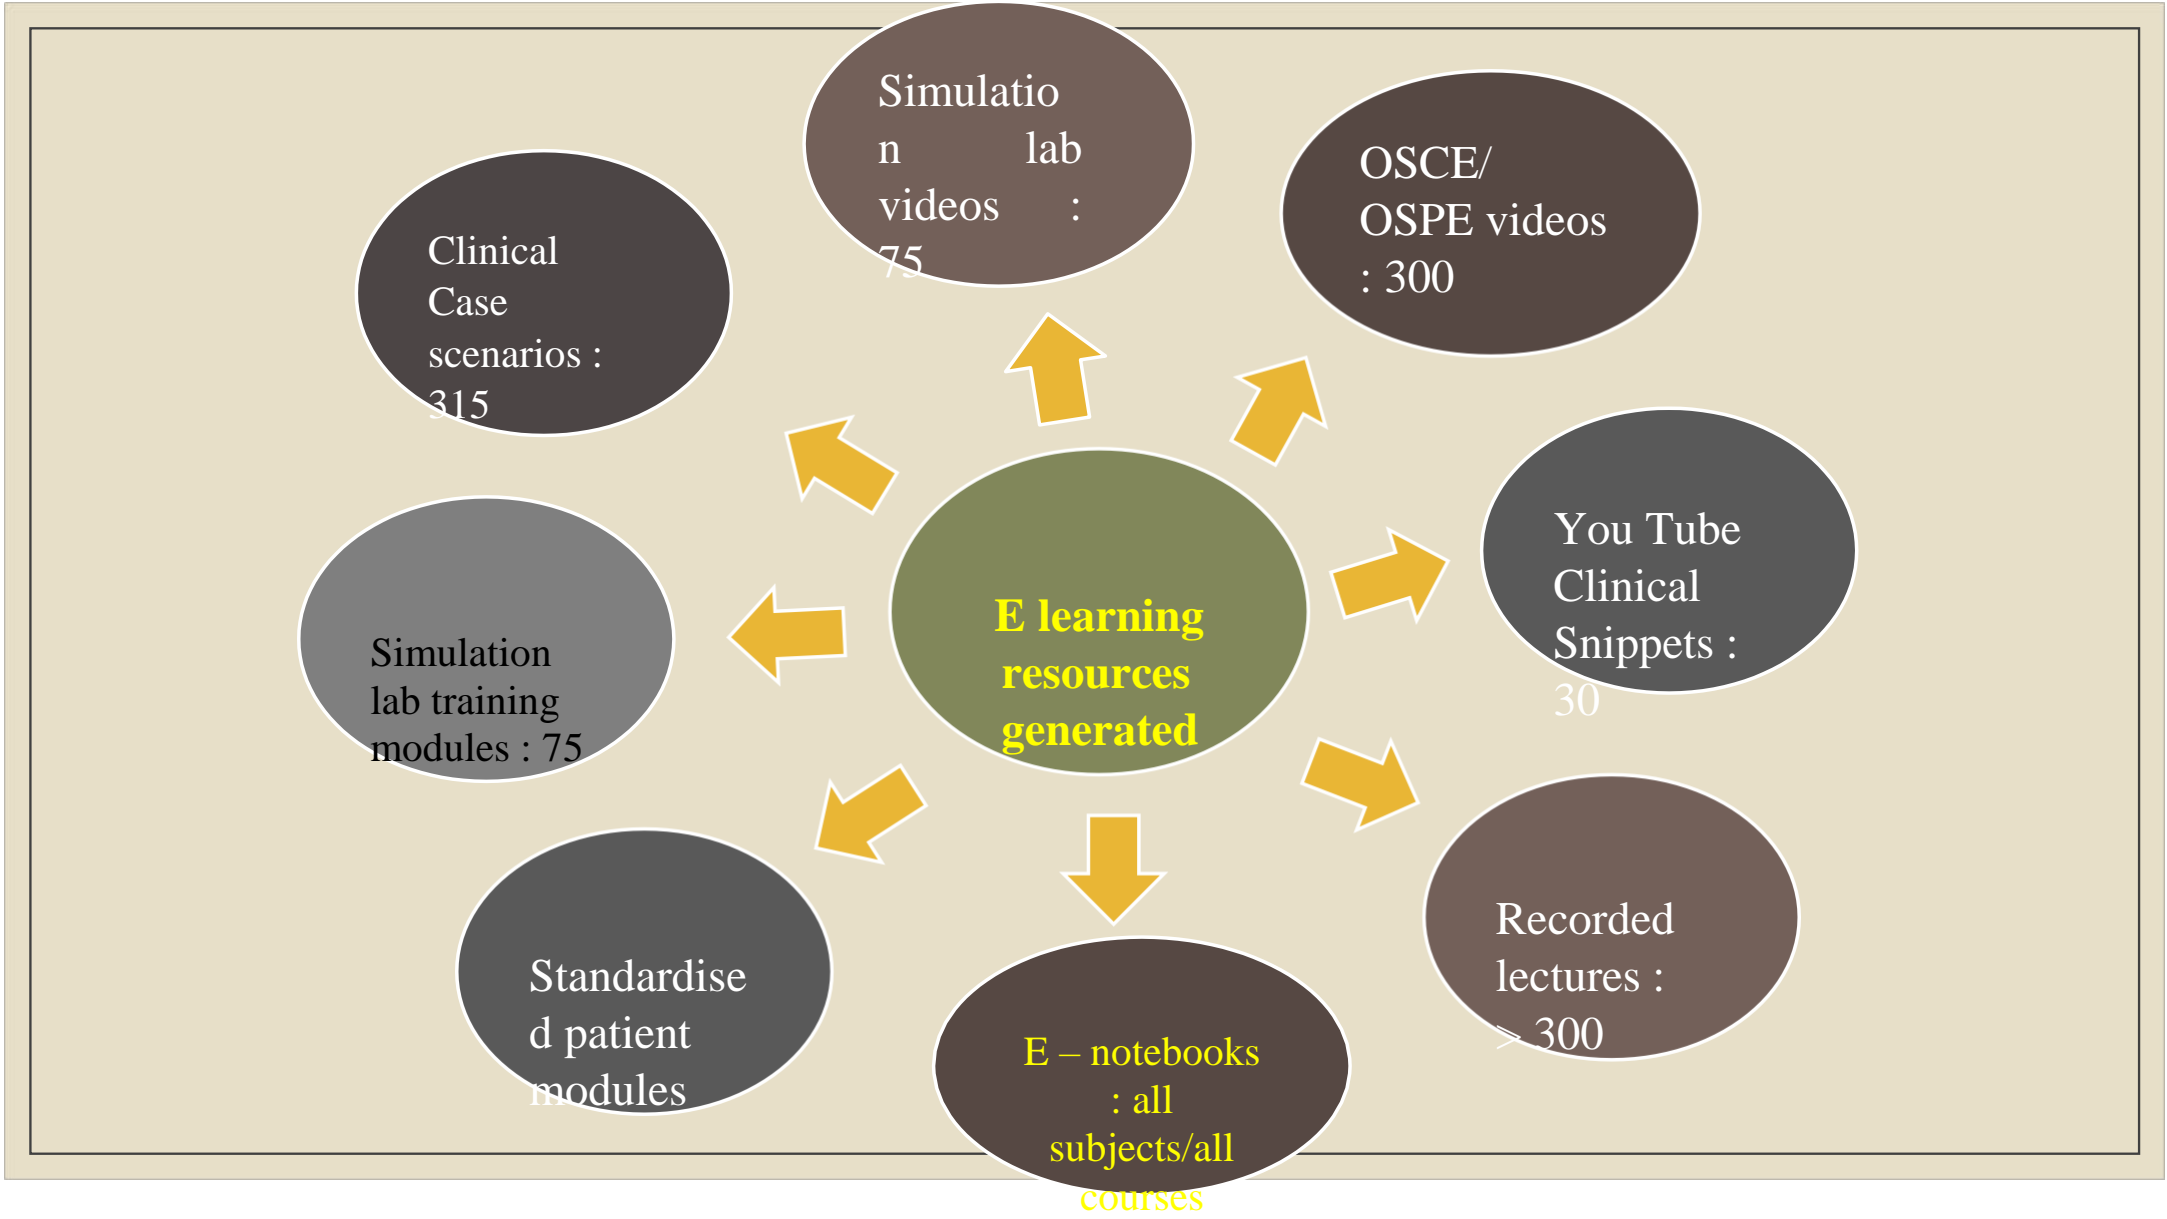 Simulatio
n lab
videos :
75
OSCE/
OSPE videos
: 300
Clinical
Case
scenarios :
315
You Tube
Clinical
Snippets :
30
E learning
resources
generated
Simulation
lab training
modules : 75
Recorded
lectures :
> 300
Standardise
d patient
modules
E – notebooks
: all
subjects/all
courses